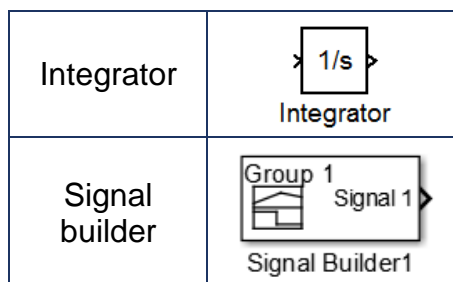 Integrator
1/s
Integrator
Signal
builder
Group 1
Signal 1
Signal Builder1